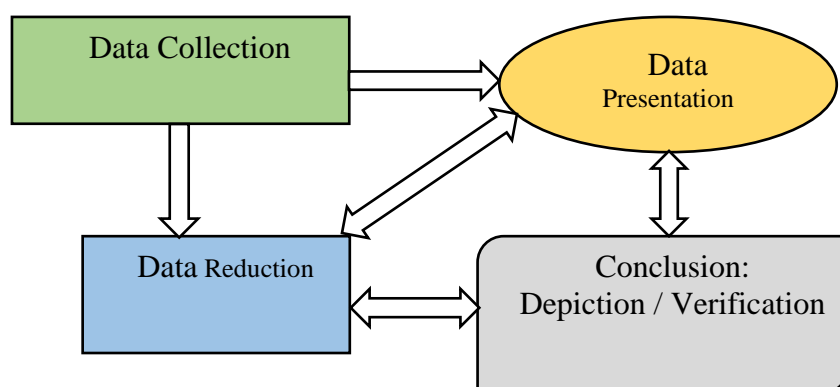 Data Collection
Data
Presentation
Data Reduction
Conclusion:
Depiction / Verification